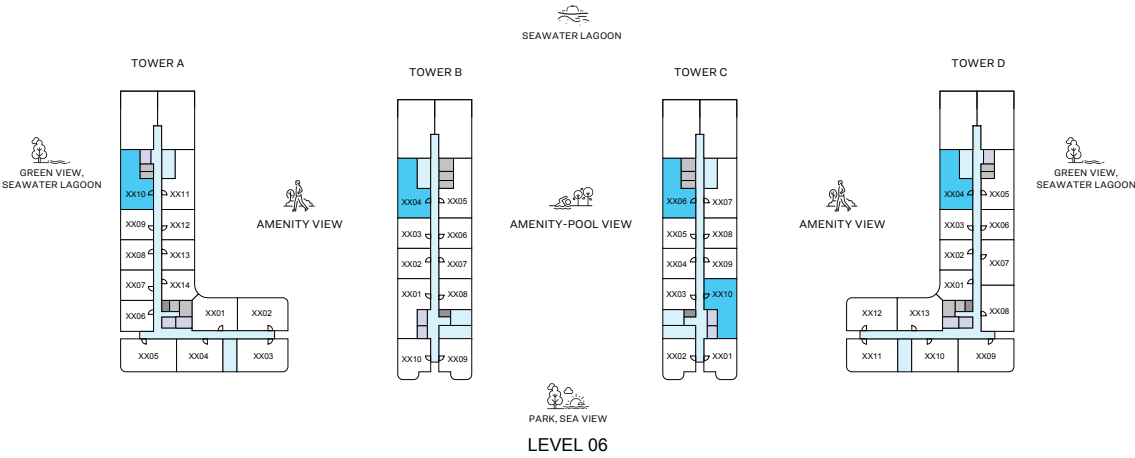 SEAWATER LAGOON
TOWER A
TOWER B
TOWER C
TOWER D
GREEN VIEW,
SEAWATER LAGOON
AMENITY VIEW
AMENITY-POOL VIEW
AMENITY VIEW
GREEN VIEW,
SEAWATER LAGOON
XX10 XX11
XX09 XX12
XX08 XX13
XX07 XX14
XX06 XX01 XX02
XX05 XX04 XX03
XX04 XX05
XX03 XX06
XX02 XX07
XX01 XX08
XX10 XX09
XX06 XX07
XX05 XX08
XX04 XX09
XX03 XX10
XX02 XX01
XX04 XX05
XX03 XX06
XX02 XX07
XX01
XX12 XX13 XX08
XX11 XX10 XX09
PARK, SEA VIEW
LEVEL 06